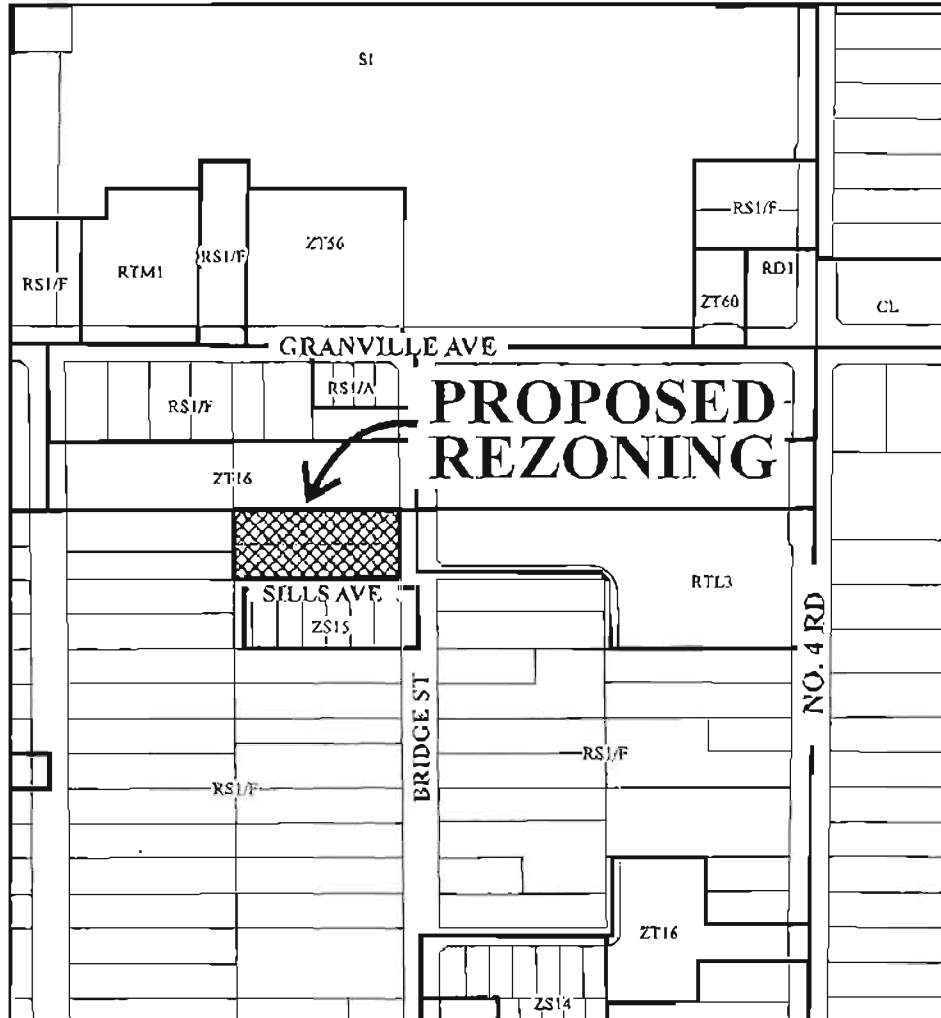 S1
RS1/F
ZT56
RS1/F
RTM1
RD1
RS1/F
ZT60
CL
GRANVILLE AVE
RS1/A
RS1/F
PROPOSED
REZONING
ZT16
RTL3
SILLS AVE
ZS15
NO. 4 RD
BRIDGE ST
RS1/F
RS1/F
ZT16
ZS14